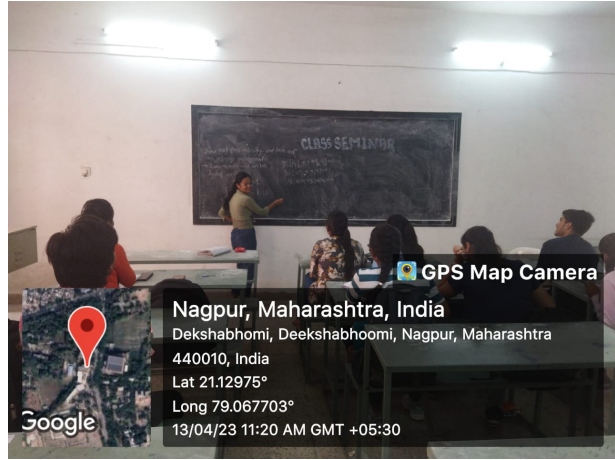 CLASS SEMINAR
GPS Map Camera
Nagpur, Maharashtra, India
Dekshabhomi, Deekshabhoomi, Nagpur, Maharashtra
440010, India
Lat 21.12975°
Long 79.067703°
13/04/23 11:20 AM GMT +05:30
Google